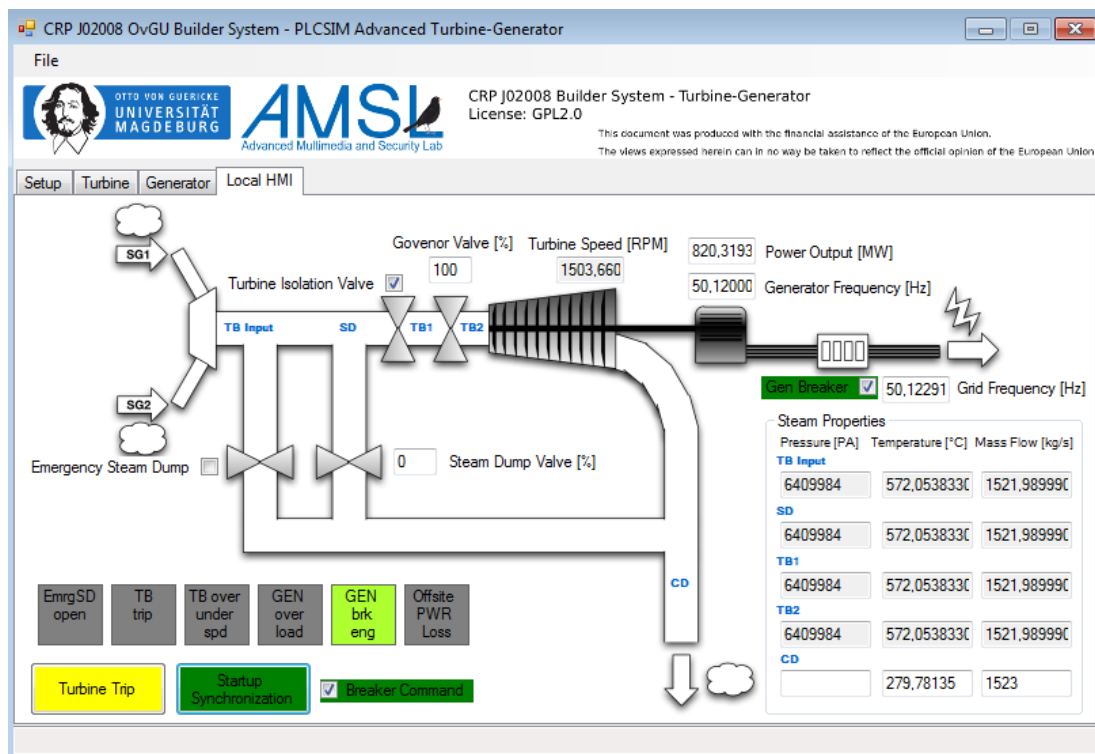 CRP J02008 OvGU Builder System - PLCSIM Advanced Turbine-Generator
File
OTTO VON GUERICKE
UNIVERSITÄT
MAGDEBURG
AMSL
Advanced Multimedia and Security Lab
CRP J02008 Builder System - Turbine-Generator
License: GPL2.0
This document was produced with the financial assistance of the European Union.
The views expressed herein can in no way be taken to reflect the official opinion of the European Union
Setup Turbine Generator Local HMI
SG1
Govenor Valve [%] Turbine Speed [RPM]
100 1503,660
820,3193 Power Output [MW]
50,12000 Generator Frequency [Hz]
Turbine Isolation Valve
TB Input SD TB1 TB2
SG2
Gen Breaker 50,12291 Grid Frequency [Hz]
Emergency Steam Dump
0 Steam Dump Valve [%]
Steam Properties
Pressure [PA] Temperature [°C] Mass Flow [kg/s]
TB Input
6409984 572,0538330 1521,989990
SD
6409984 572,0538330 1521,989990
TB1
6409984 572,0538330 1521,989990
TB2
6409984 572,0538330 1521,989990
CD
279,78135 1523
CD
EmrgSD
open
TB
trip
TB over
under
spd
GEN
over
load
GEN
brk
eng
Offsite
PWR
Loss
Turbine Trip
Startup
Synchronization
Breaker Command